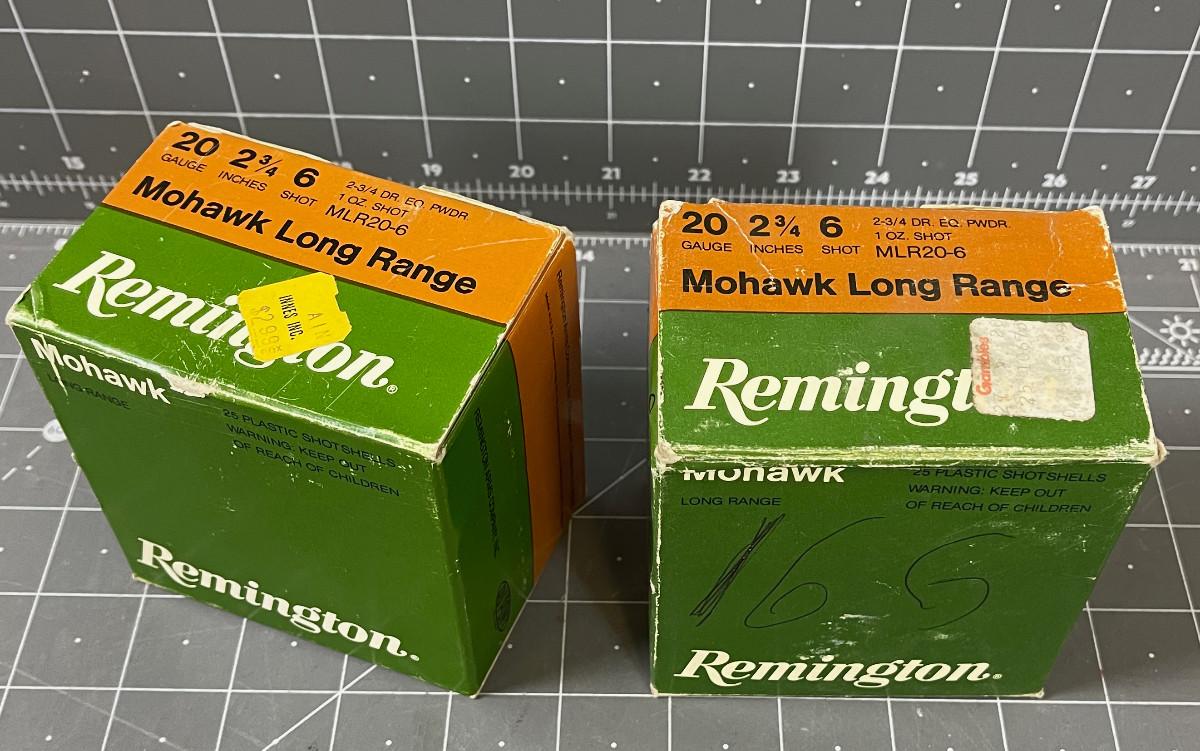 20 2¾ 6
GAUGE INCHES SHOT
2-3/4 DR. EQ. PWDR.
1 OZ. SHOT
MLR20-6
Mohawk Long Range
Remington®
INNES INC.
$2.99
Mohawk
LONG RANGE
25 PLASTIC SHOTSHELLS
WARNING: KEEP OUT
OF REACH OF CHILDREN
Remington®
20 2¾ 6
GAUGE INCHES SHOT
2-3/4 DR. EQ. PWDR.
1 OZ. SHOT
MLR20-6
Mohawk Long Range
Remingt
Gambles
Mohawk
LONG RANGE
25 PLASTIC SHOTSHELLS
WARNING: KEEP OUT
OF REACH OF CHILDREN
16 G
Remington®
15
19
20
21
22
23
24
25
26
27
14
21